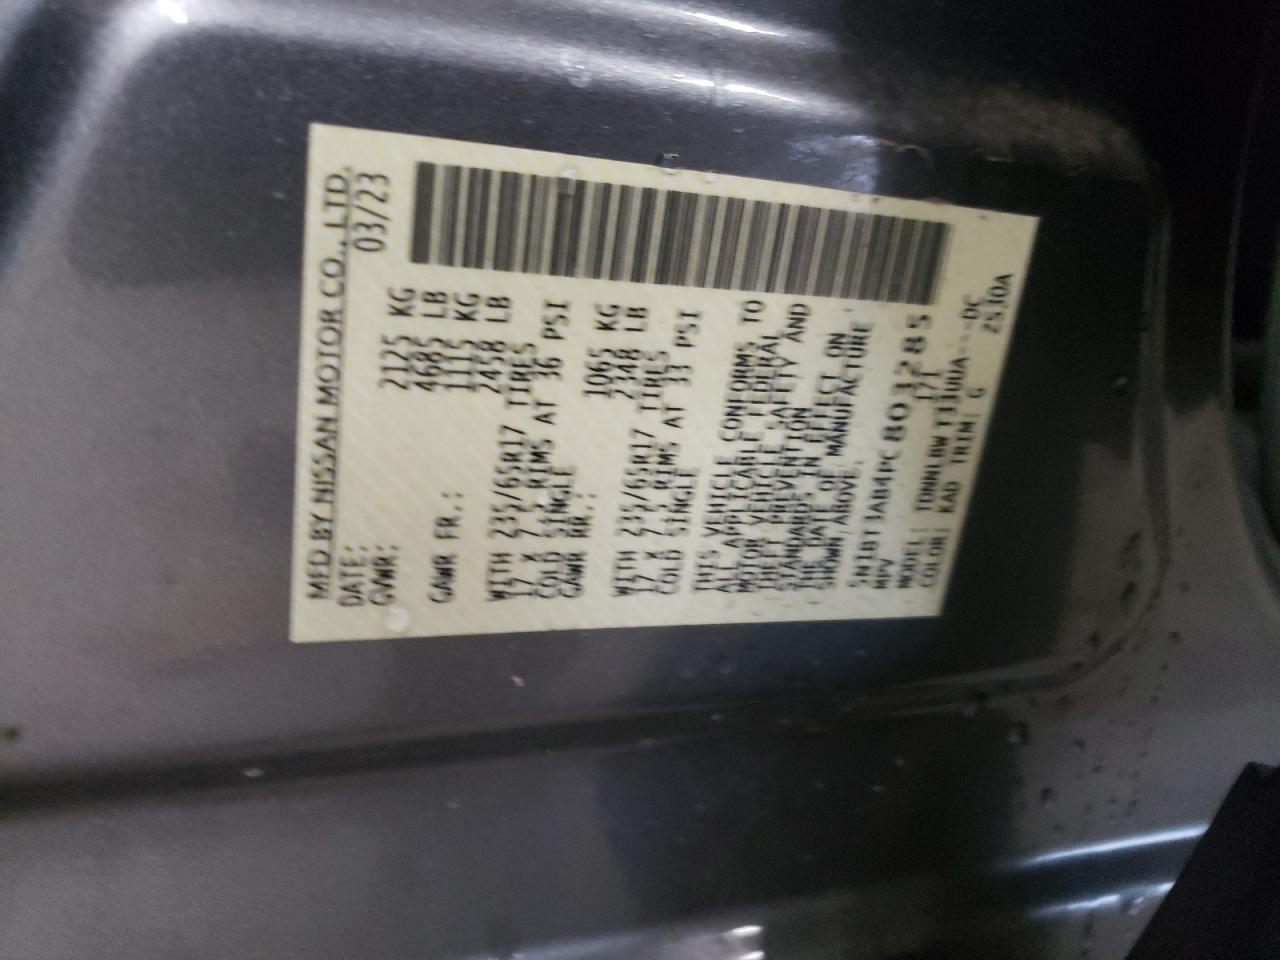 MFD BY NISSAN MOTOR CO., LTD.
DATE: 03/23
GVWR: 2125 KG
4685 LB
GAWR FR.: 1115 KG
2458 LB
WITH 235/65R17 TIRES
17 X 7.5 RIMS AT 36 PSI
COLD SINGLE
GAWR RR.: 1065 KG
2348 LB
WITH 235/65R17 TIRES
17 X 7.5 RIMS AT 33 PSI
COLD SINGLE
THIS VEHICLE CONFORMS TO
ALL APPLICABLE FEDERAL
MOTOR VEHICLE SAFETY AND
THEFT PREVENTION
STANDARDS IN EFFECT ON
THE DATE OF MANUFACTURE
SHOWN ABOVE.
5N1BT3AB4PC803285
MPV 17E
MODEL:
COLOR: KAD TRIM: G 2530A